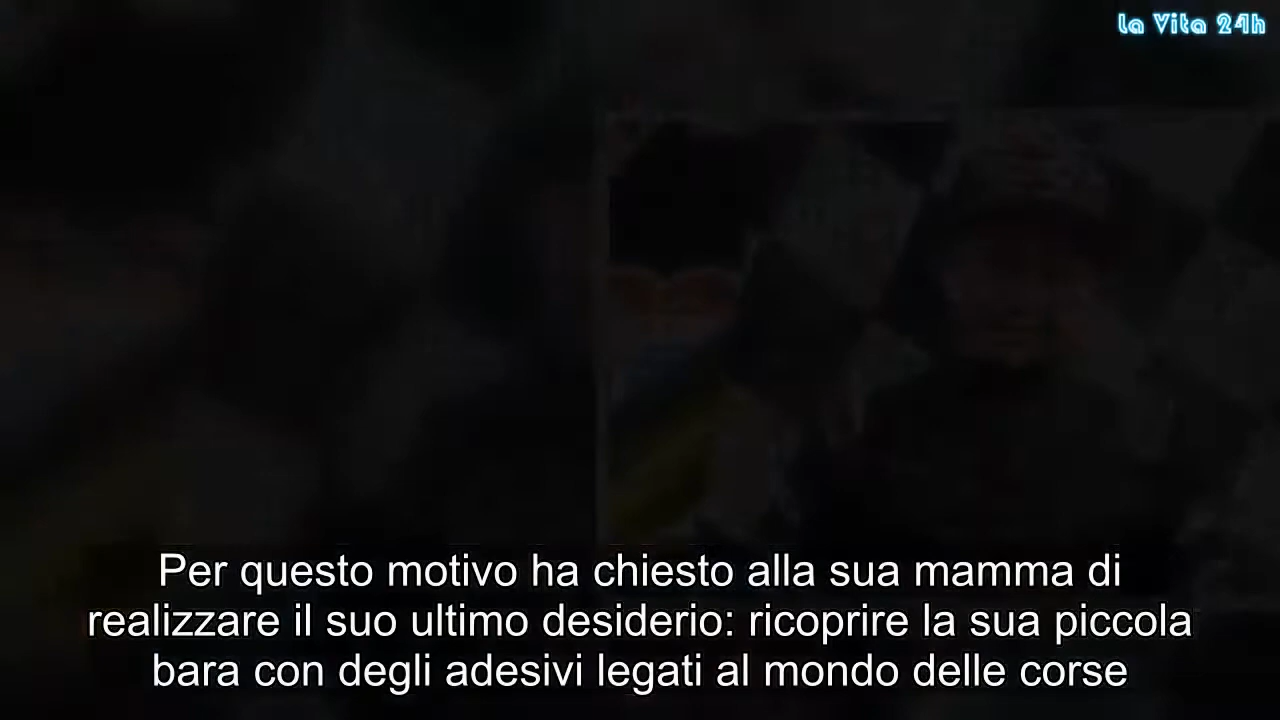 La Vita 24h
Per questo motivo ha chiesto alla sua mamma di
realizzare il suo ultimo desiderio: ricoprire la sua piccola
bara con degli adesivi legati al mondo delle corse